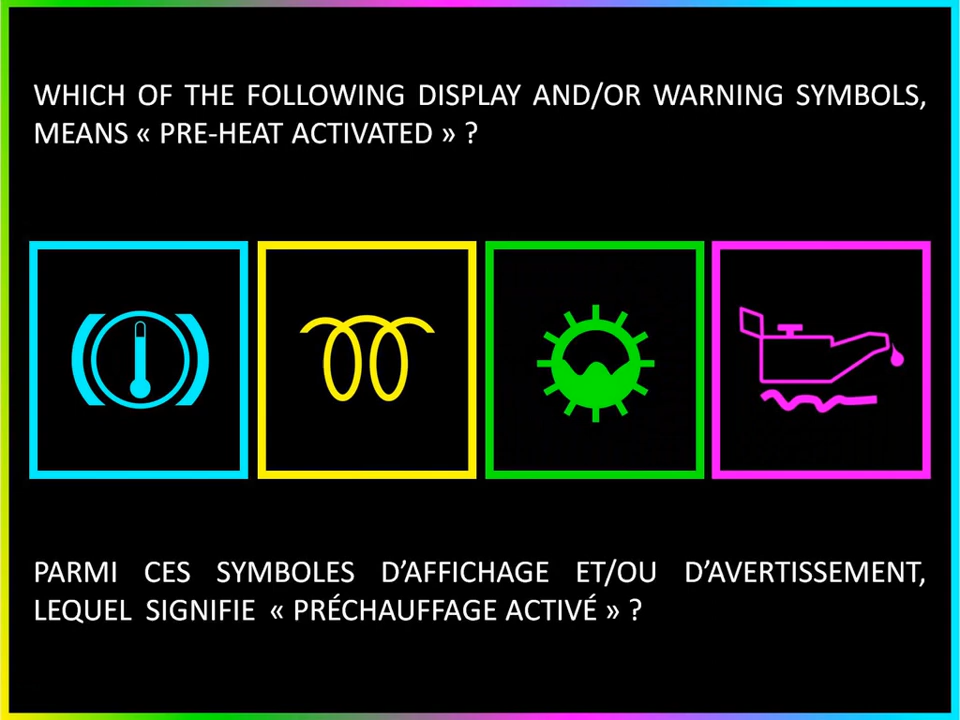 WHICH OF THE FOLLOWING DISPLAY AND/OR WARNING SYMBOLS,
MEANS « PRE-HEAT ACTIVATED » ?
PARMI CES SYMBOLES D’AFFICHAGE ET/OU D’AVERTISSEMENT,
LEQUEL SIGNIFIE « PRÉCHAUFFAGE ACTIVÉ » ?